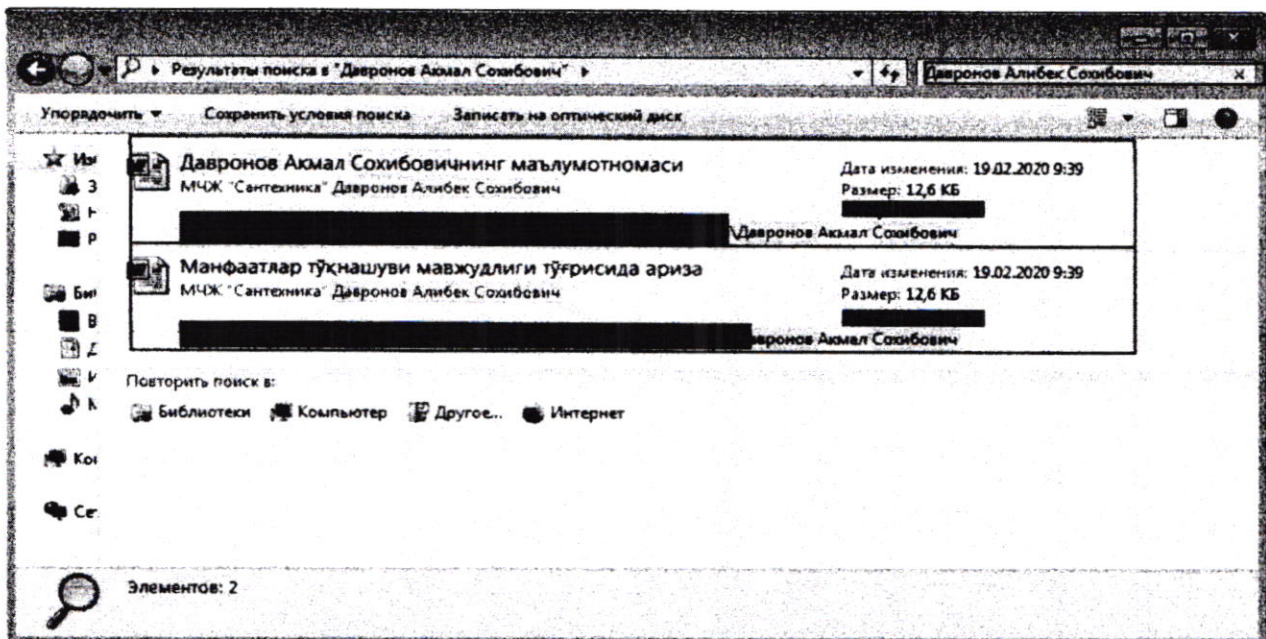 Результаты поиска в "Давронов Акмал Сохибович"
Давронов Алибек Сохибович
Упорядочить
Сохранить условия поиска
Записать на оптический диск
Давронов Акмал Сохибовичнинг маълумотномаси
Дата изменения: 19.02.2020 9:39
МЧЖ "Сантехника" Давронов Алибек Сохибович
Размер: 12,6 КБ
\Давронов Акмал Сохибович
Манфаатлар тўқнашуви мавжудлиги тўғрисида ариза
Дата изменения: 19.02.2020 9:39
МЧЖ "Сантехника" Давронов Алибек Сохибович
Размер: 12,6 КБ
авронов Акмал Сохибович
Повторить поиск в:
Библиотеки
Компьютер
Другое...
Интернет
Элементов: 2